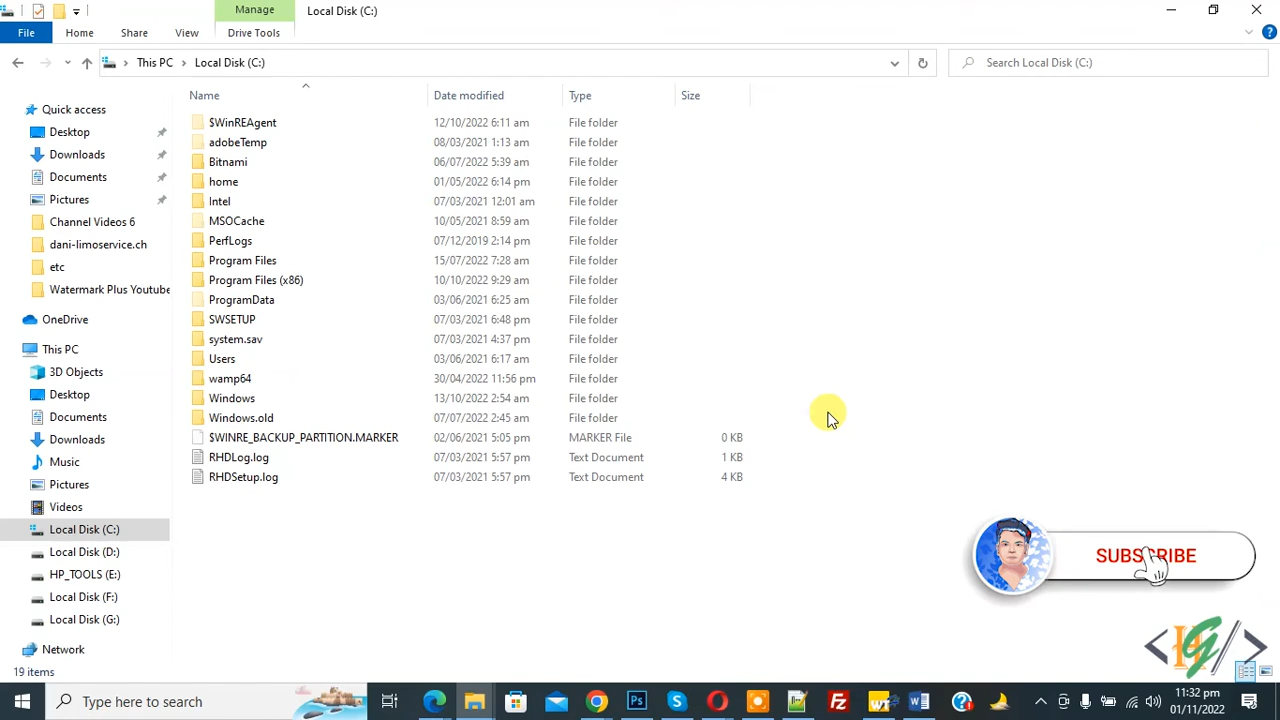 Manage
Local Disk (C:)
File
Home
Share
View
Drive Tools
This PC
Local Disk (C:)
Search Local Disk (C:)
Name
Date modified
Type
Size
Quick access
Desktop
Downloads
Documents
Pictures
Channel Videos 6
dani-limoservice.ch
etc
Watermark Plus Youtube
OneDrive
This PC
3D Objects
Desktop
Documents
Downloads
Music
Pictures
Videos
Local Disk (C:)
Local Disk (D:)
HP_TOOLS (E:)
Local Disk (F:)
Local Disk (G:)
Network
$WinREAgent 12/10/2022 6:11 am File folder
adobeTemp 08/03/2021 1:13 am File folder
Bitnami 06/07/2022 5:39 am File folder
home 01/05/2022 6:14 pm File folder
Intel 07/03/2021 12:01 am File folder
MSOCache 10/05/2021 8:59 am File folder
PerfLogs 07/12/2019 2:14 pm File folder
Program Files 15/07/2022 7:28 am File folder
Program Files (x86) 10/10/2022 9:29 am File folder
ProgramData 03/06/2021 6:25 am File folder
SWSETUP 07/03/2021 6:48 pm File folder
system.sav 07/03/2021 4:37 pm File folder
Users 03/06/2021 6:17 am File folder
wamp64 30/04/2022 11:56 pm File folder
Windows 13/10/2022 2:54 am File folder
Windows.old 07/07/2022 2:45 am File folder
$WINRE_BACKUP_PARTITION.MARKER 02/06/2021 5:05 pm MARKER File 0 KB
RHDLog.log 07/03/2021 5:57 pm Text Document 1 KB
RHDSetup.log 07/03/2021 5:57 pm Text Document 4 KB
SUBSCRIBE
19 items
Type here to search
11:32 pm
01/11/2022